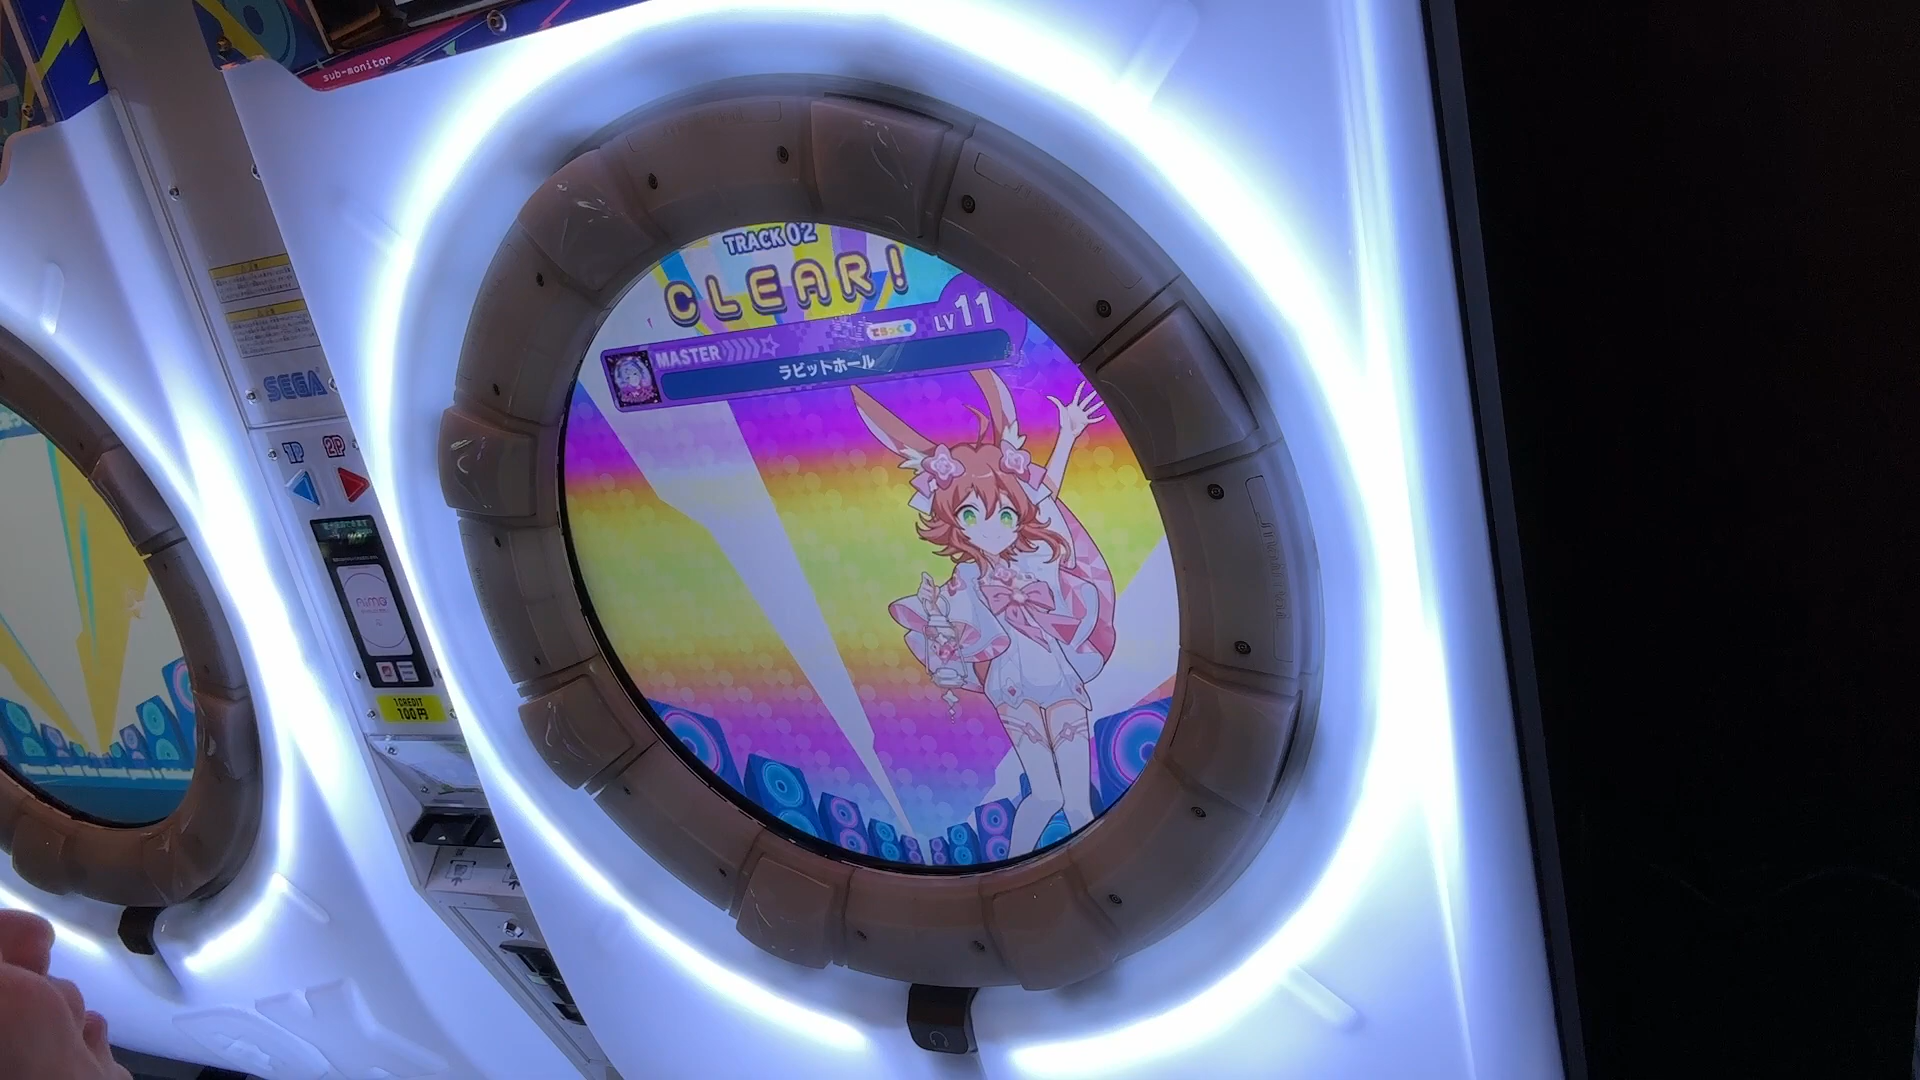 sub-monitor
TRACK 02
CLEAR!
LV 11
でらっくす
MASTER
ラビットホール
SEGA
1P 2P
aime
1CREDIT
100円